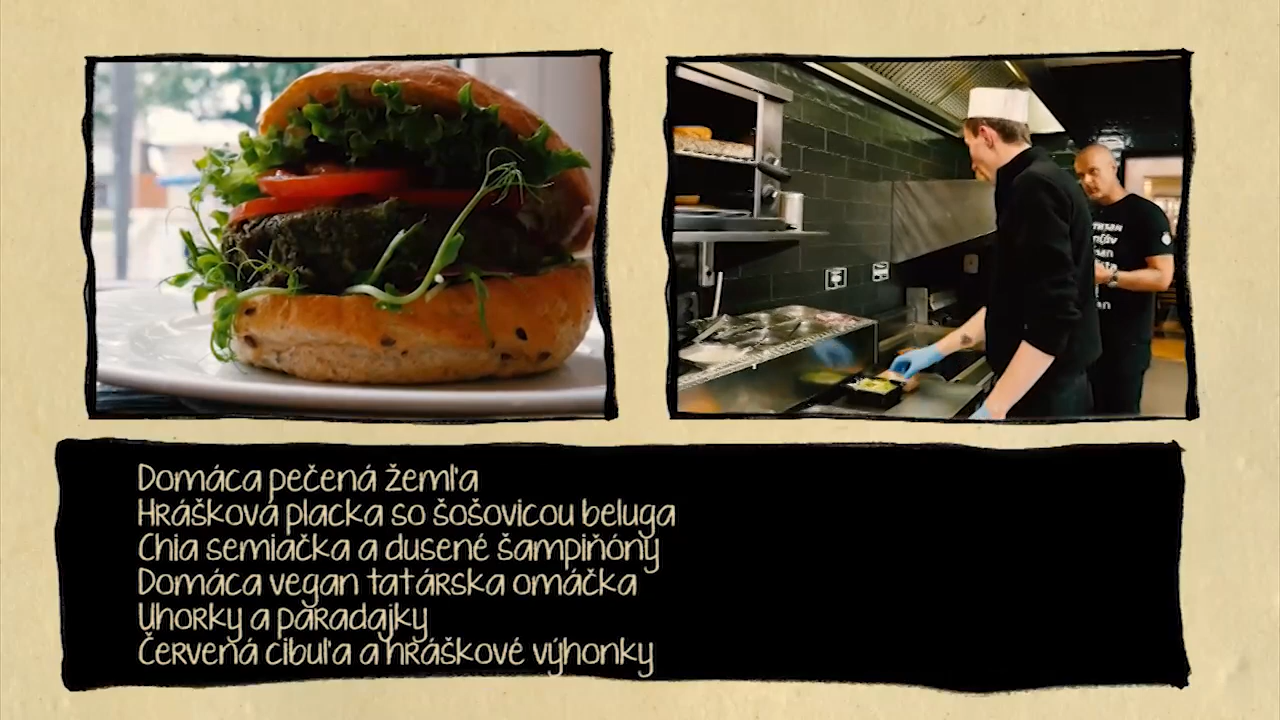 Domáca pečená žemľa
Hrášková placka so šošovicou beluga
Chia semiačka a dusené šampiňóny
Domáca vegan tatárska omáčka
Uhorky a paradajky
Červená cibuľa a hráškové výhonky